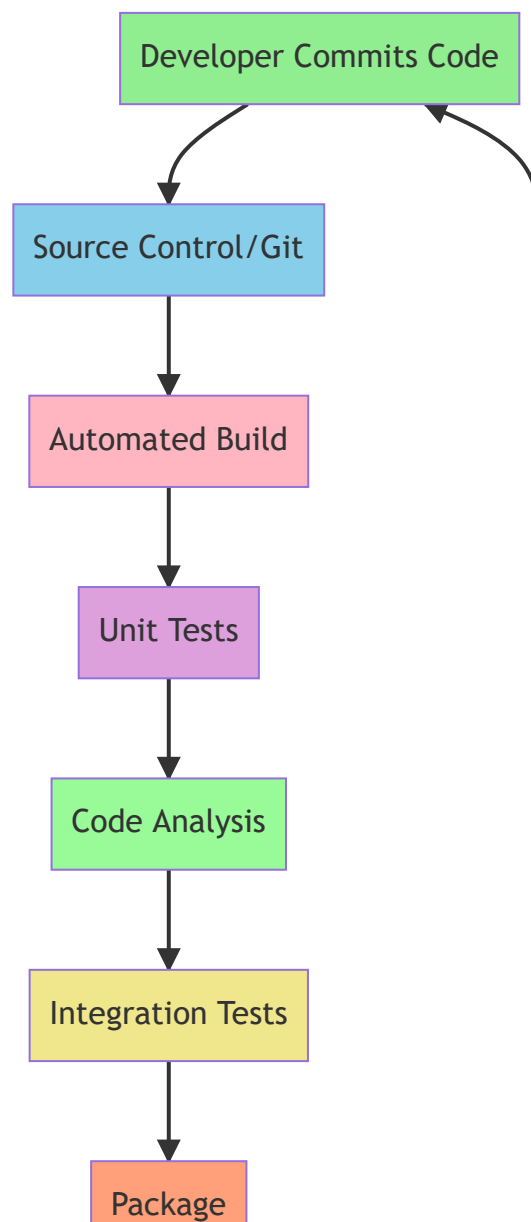 Developer Commits Code
Source Control/Git
Automated Build
Unit Tests
Code Analysis
Integration Tests
Package